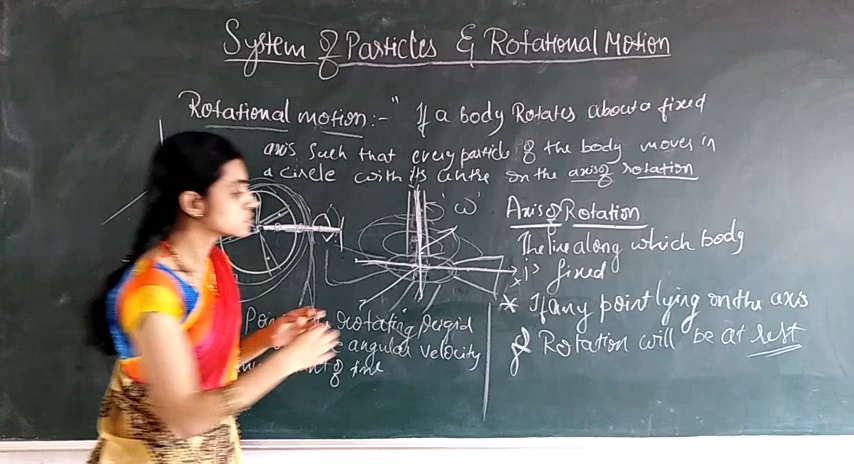 System of Particles & Rotational Motion
Rotational motion:- " If a body Rotates about a fixed
axis such that every particle of the body moves in
a circle with its centre on the axis of rotation
'ω'
Axis of Rotation
The line along which body
is fixed
* If any point lying on the axis
of Rotation will be at rest
rotating rigid
angular velocity
of time